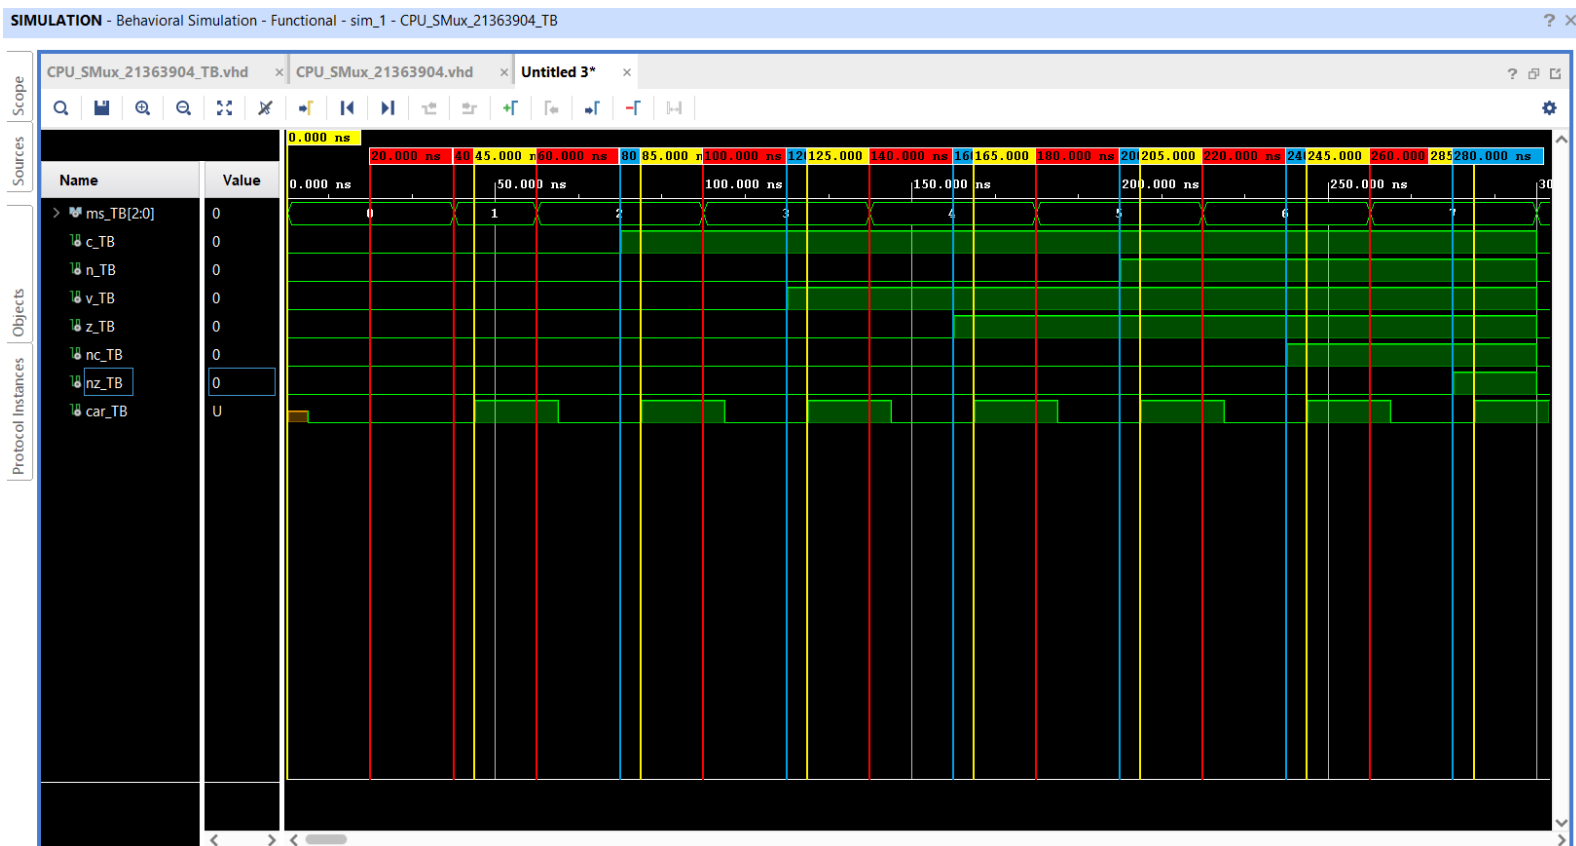 SIMULATION - Behavioral Simulation - Functional - sim_1 - CPU_SMux_21363904_TB
? ×
CPU_SMux_21363904_TB.vhd × CPU_SMux_21363904.vhd × Untitled 3* ×
?
Scope
Sources
Objects
Protocol Instances
0.000 ns
20.000 ns 40 45.000 n 60.000 ns 80 85.000 n 100.000 ns 12 125.000 140.000 ns 16 165.000 180.000 ns 20 205.000 220.000 ns 24 245.000 260.000 285 280.000 ns
Name Value
0.000 ns 50.000 ns 100.000 ns 150.000 ns 200.000 ns 250.000 ns 30
ms_TB[2:0] 0 0 1 2 3 4 5 6 7
c_TB 0
n_TB 0
v_TB 0
z_TB 0
nc_TB 0
nz_TB 0
car_TB U